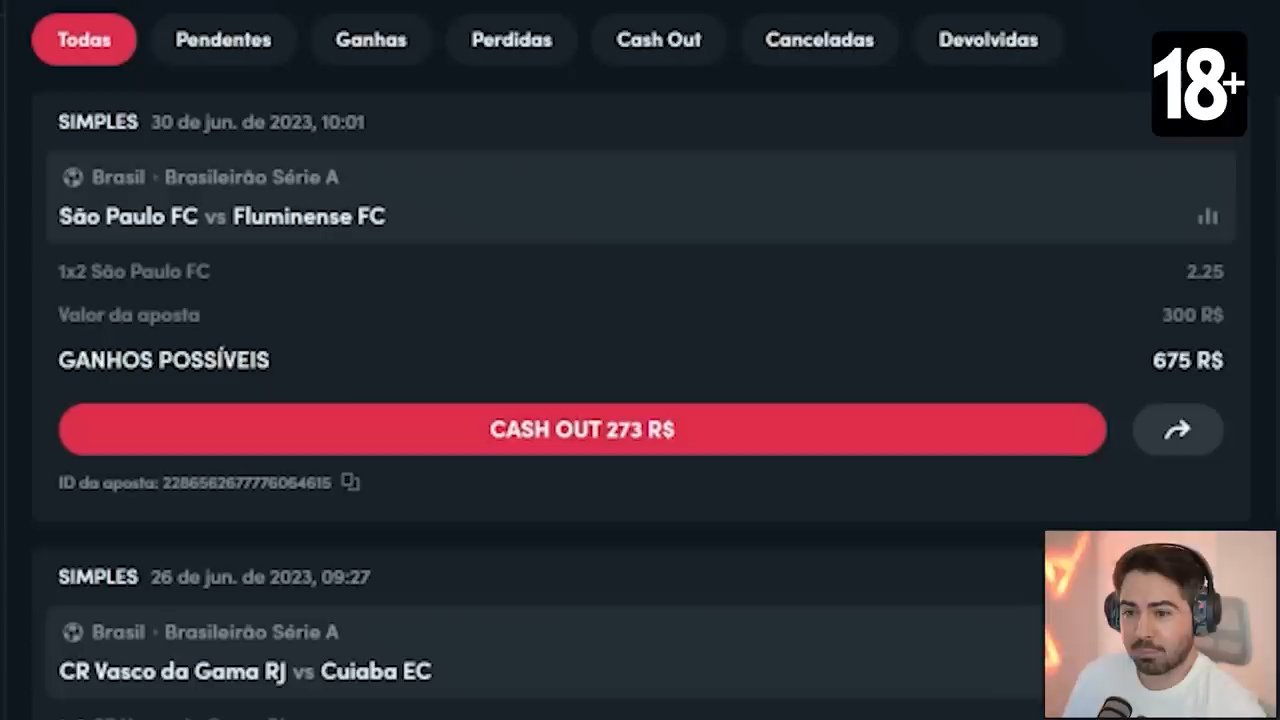 Todas Pendentes Ganhas Perdidas Cash Out Canceladas Devolvidas
18+
SIMPLES 30 de jun. de 2023, 10:01
Brasil · Brasileirão Série A
São Paulo FC vs Fluminense FC
1x2 São Paulo FC 2.25
Valor da aposta 300 R$
GANHOS POSSÍVEIS 675 R$
CASH OUT 273 R$
ID da aposta: 2286562677776064615
SIMPLES 26 de jun. de 2023, 09:27
Brasil · Brasileirão Série A
CR Vasco da Gama RJ vs Cuiaba EC